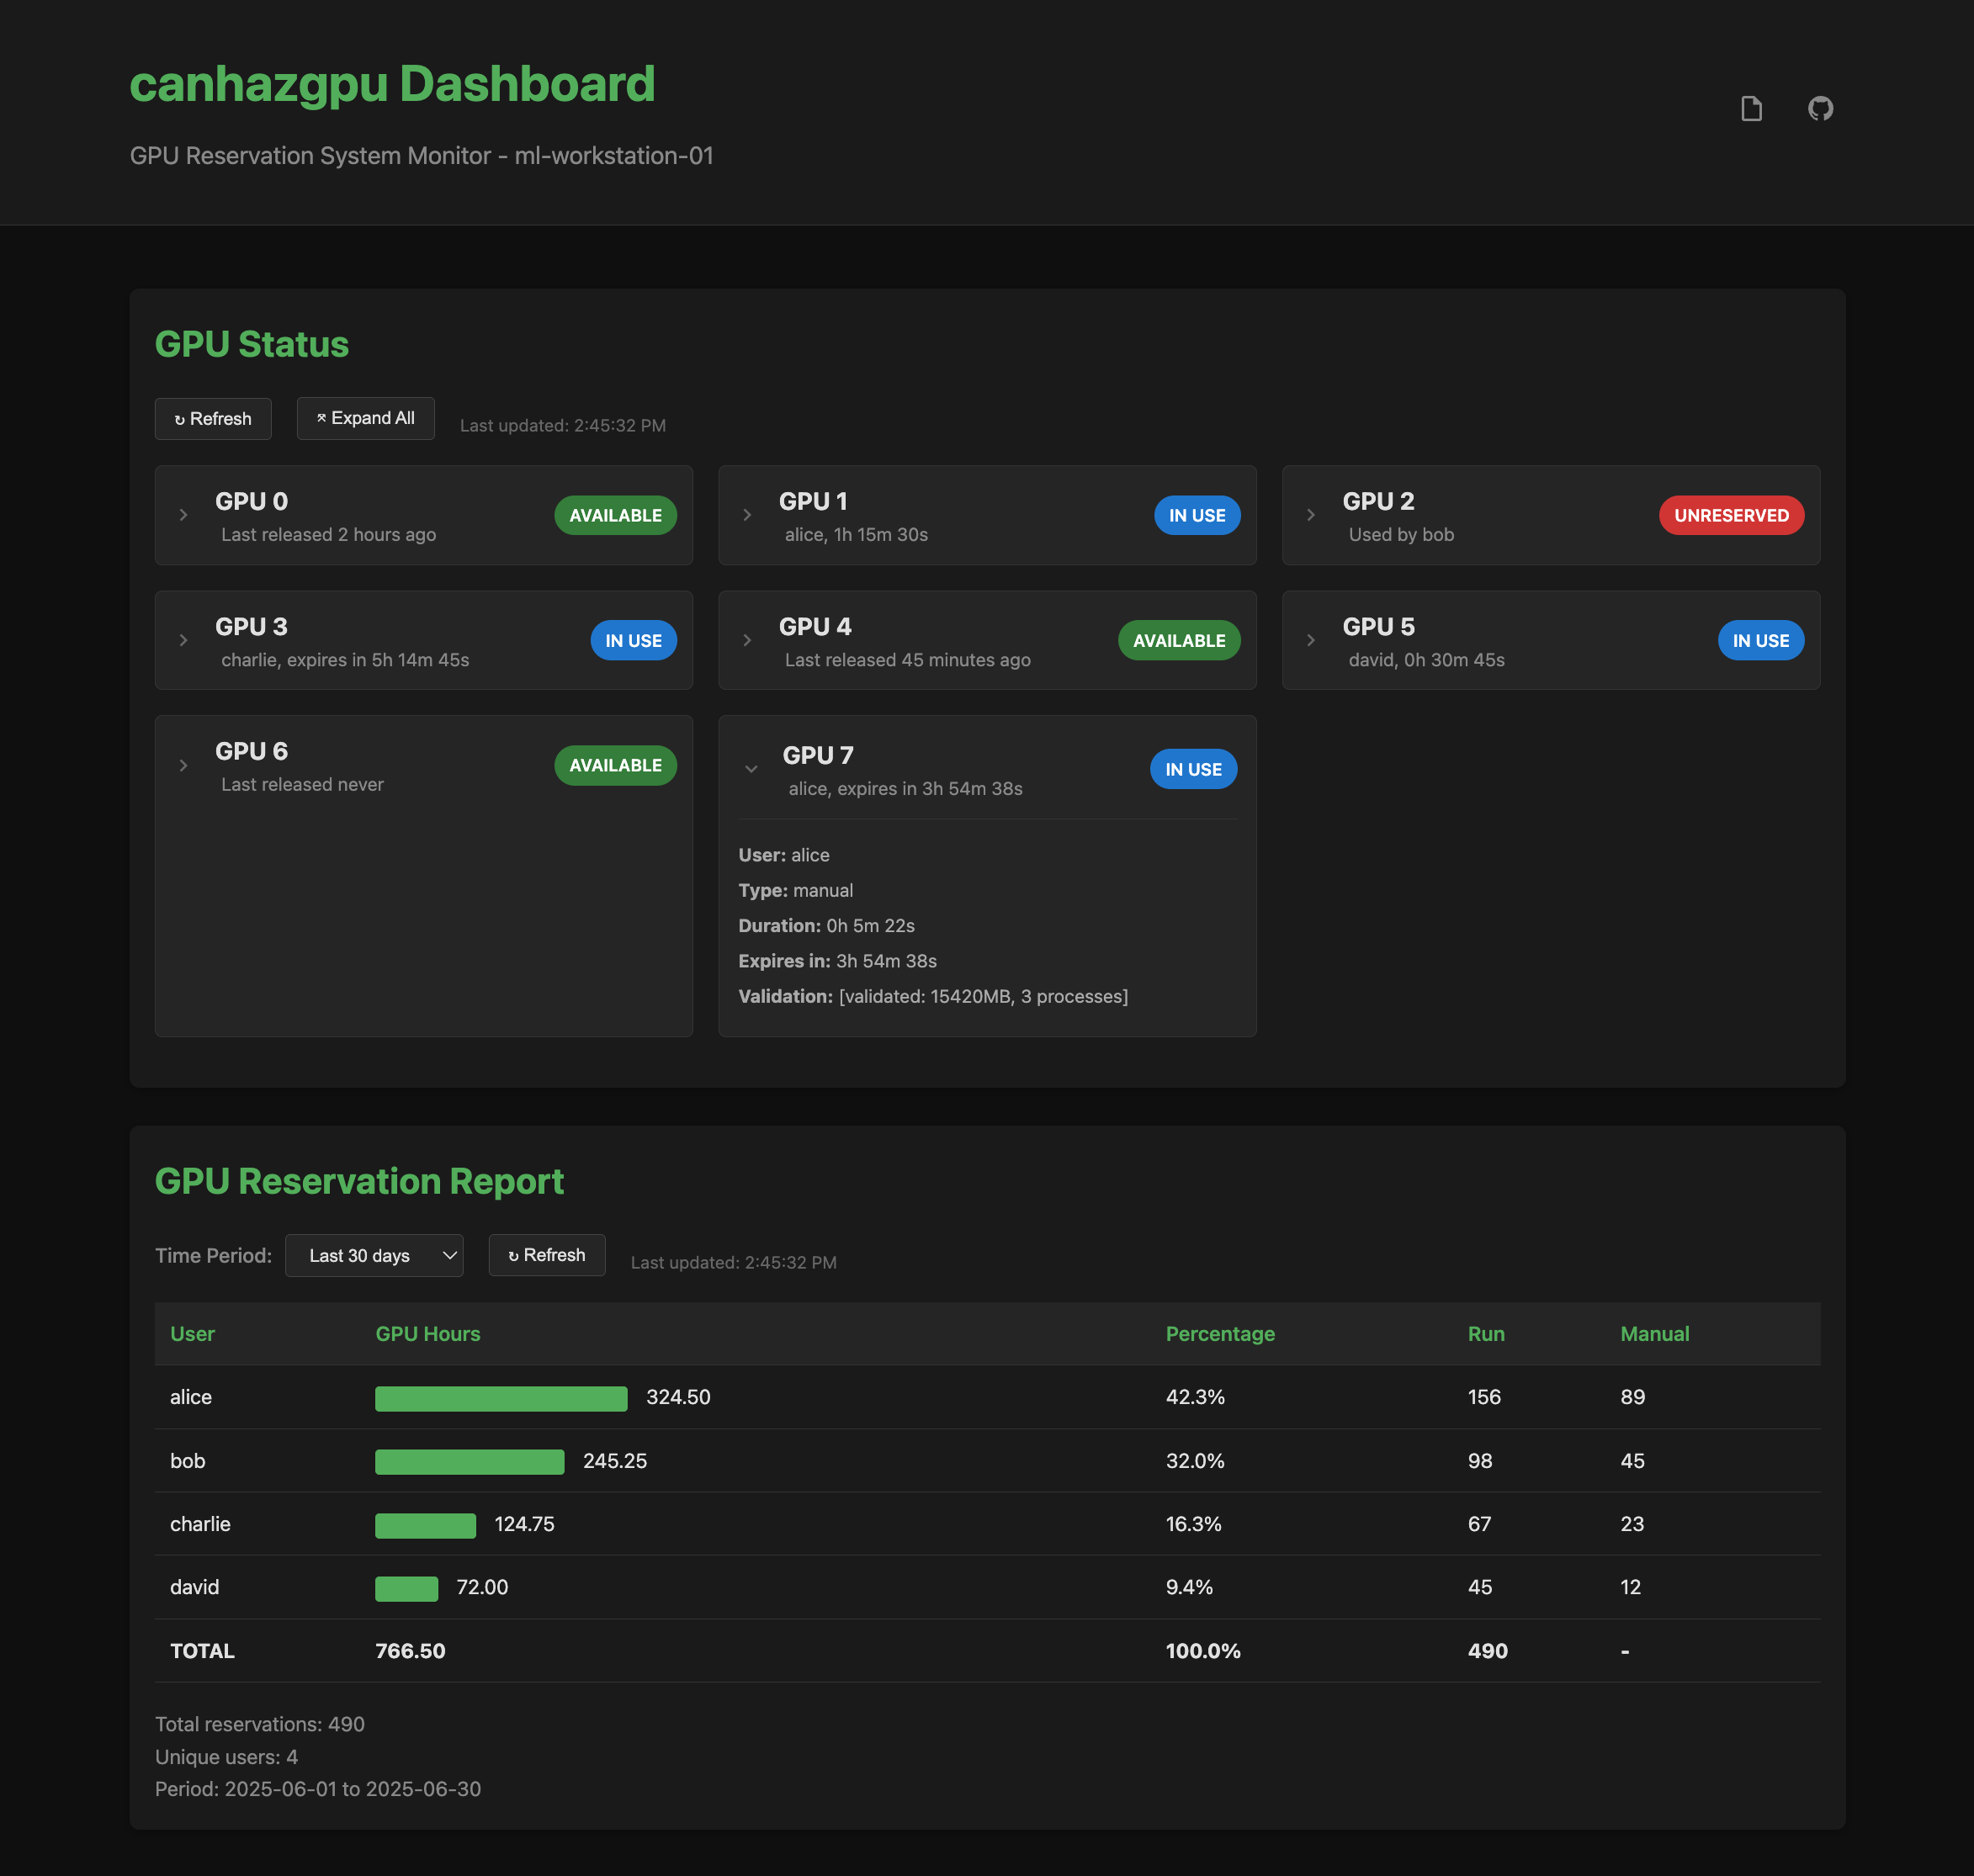 canhazgpu Dashboard
GPU Reservation System Monitor - ml-workstation-01
GPU Status
↻ Refresh
⤧ Expand All
Last updated: 2:45:32 PM
GPU 0
Last released 2 hours ago
AVAILABLE
GPU 1
alice, 1h 15m 30s
IN USE
GPU 2
Used by bob
UNRESERVED
GPU 3
charlie, expires in 5h 14m 45s
IN USE
GPU 4
Last released 45 minutes ago
AVAILABLE
GPU 5
david, 0h 30m 45s
IN USE
GPU 6
Last released never
AVAILABLE
GPU 7
alice, expires in 3h 54m 38s
IN USE
User: alice
Type: manual
Duration: 0h 5m 22s
Expires in: 3h 54m 38s
Validation: [validated: 15420MB, 3 processes]
GPU Reservation Report
Time Period: Last 30 days
↻ Refresh
Last updated: 2:45:32 PM
User GPU Hours Percentage Run Manual
alice 324.50 42.3% 156 89
bob 245.25 32.0% 98 45
charlie 124.75 16.3% 67 23
david 72.00 9.4% 45 12
TOTAL 766.50 100.0% 490 -
Total reservations: 490
Unique users: 4
Period: 2025-06-01 to 2025-06-30